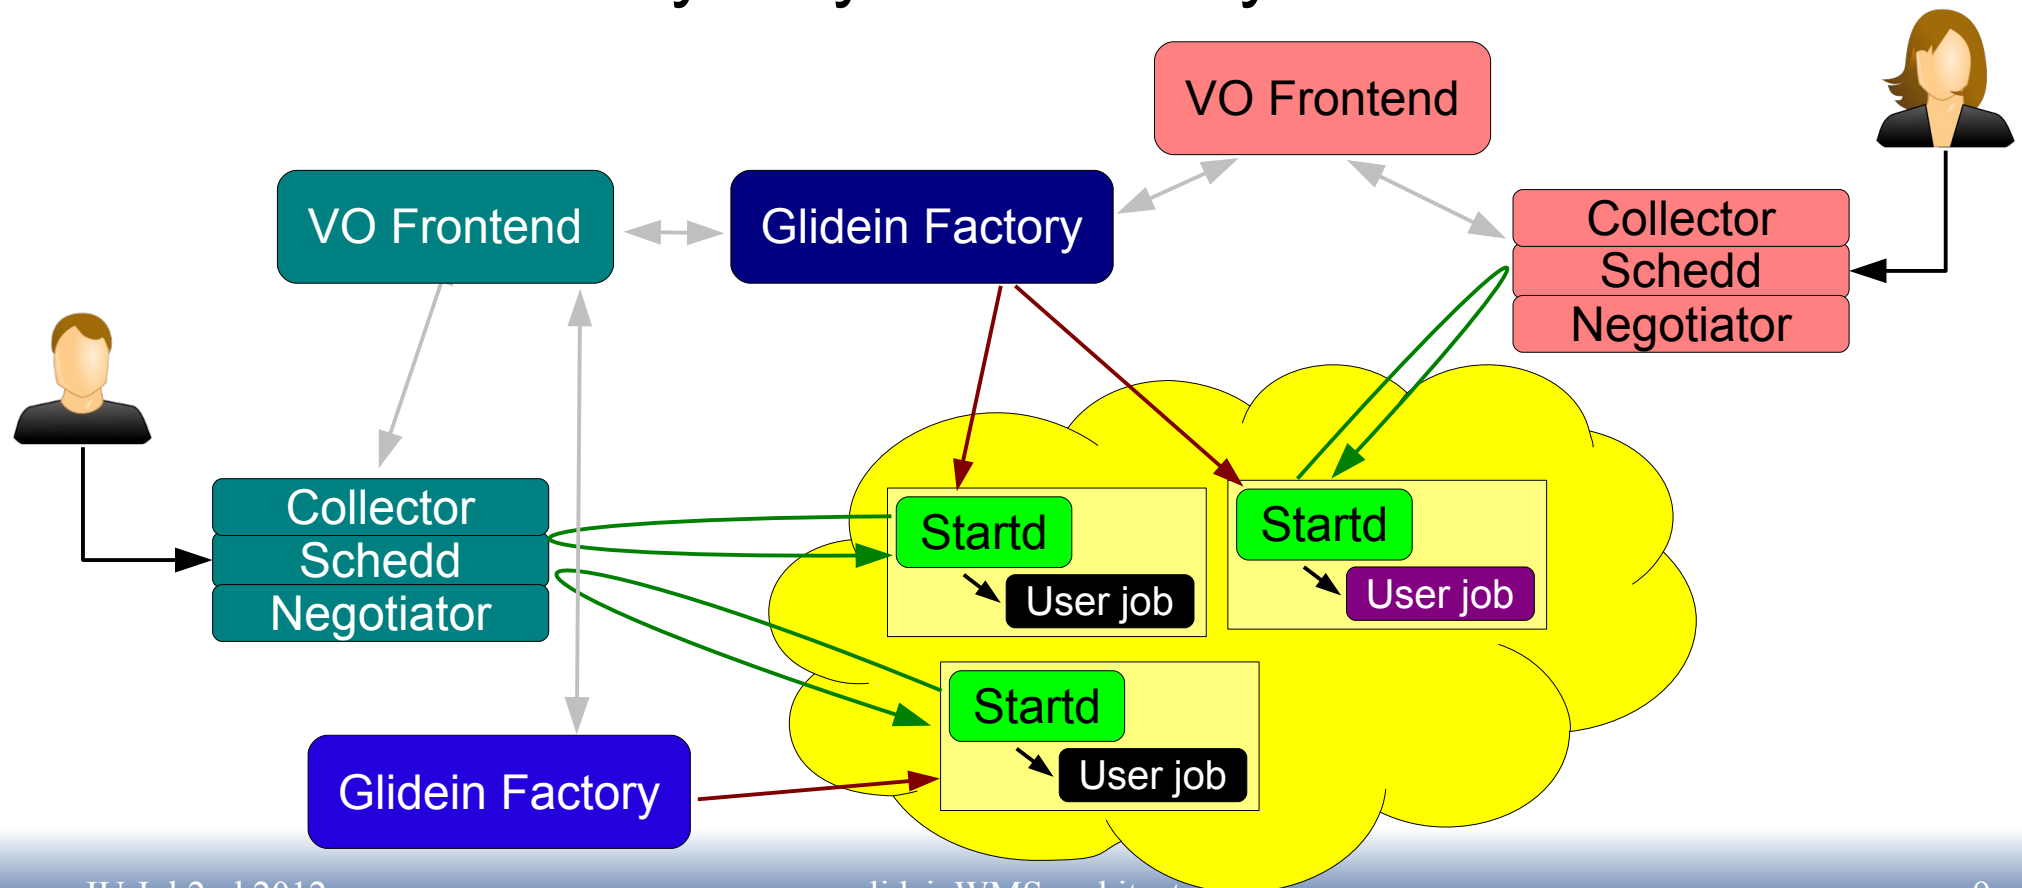 VO Frontend
VO Frontend
Glidein Factory
Collector
Schedd
Negotiator
Collector
Schedd
Negotiator
Startd
User job
Startd
User job
Startd
User job
Glidein Factory